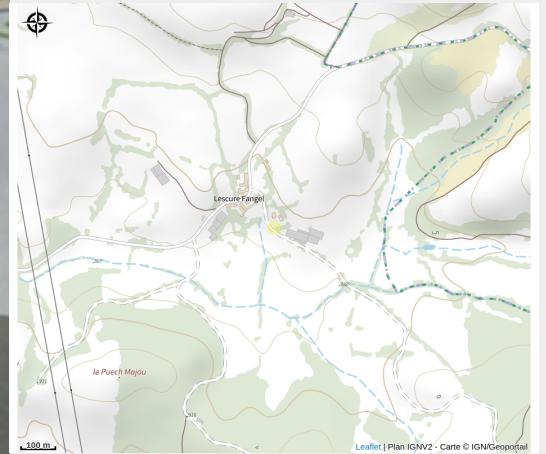 Lescure Fangel
le Puech Majou
100 m
Leaflet | Plan IGNV2 - Carte © IGN/Geoportail